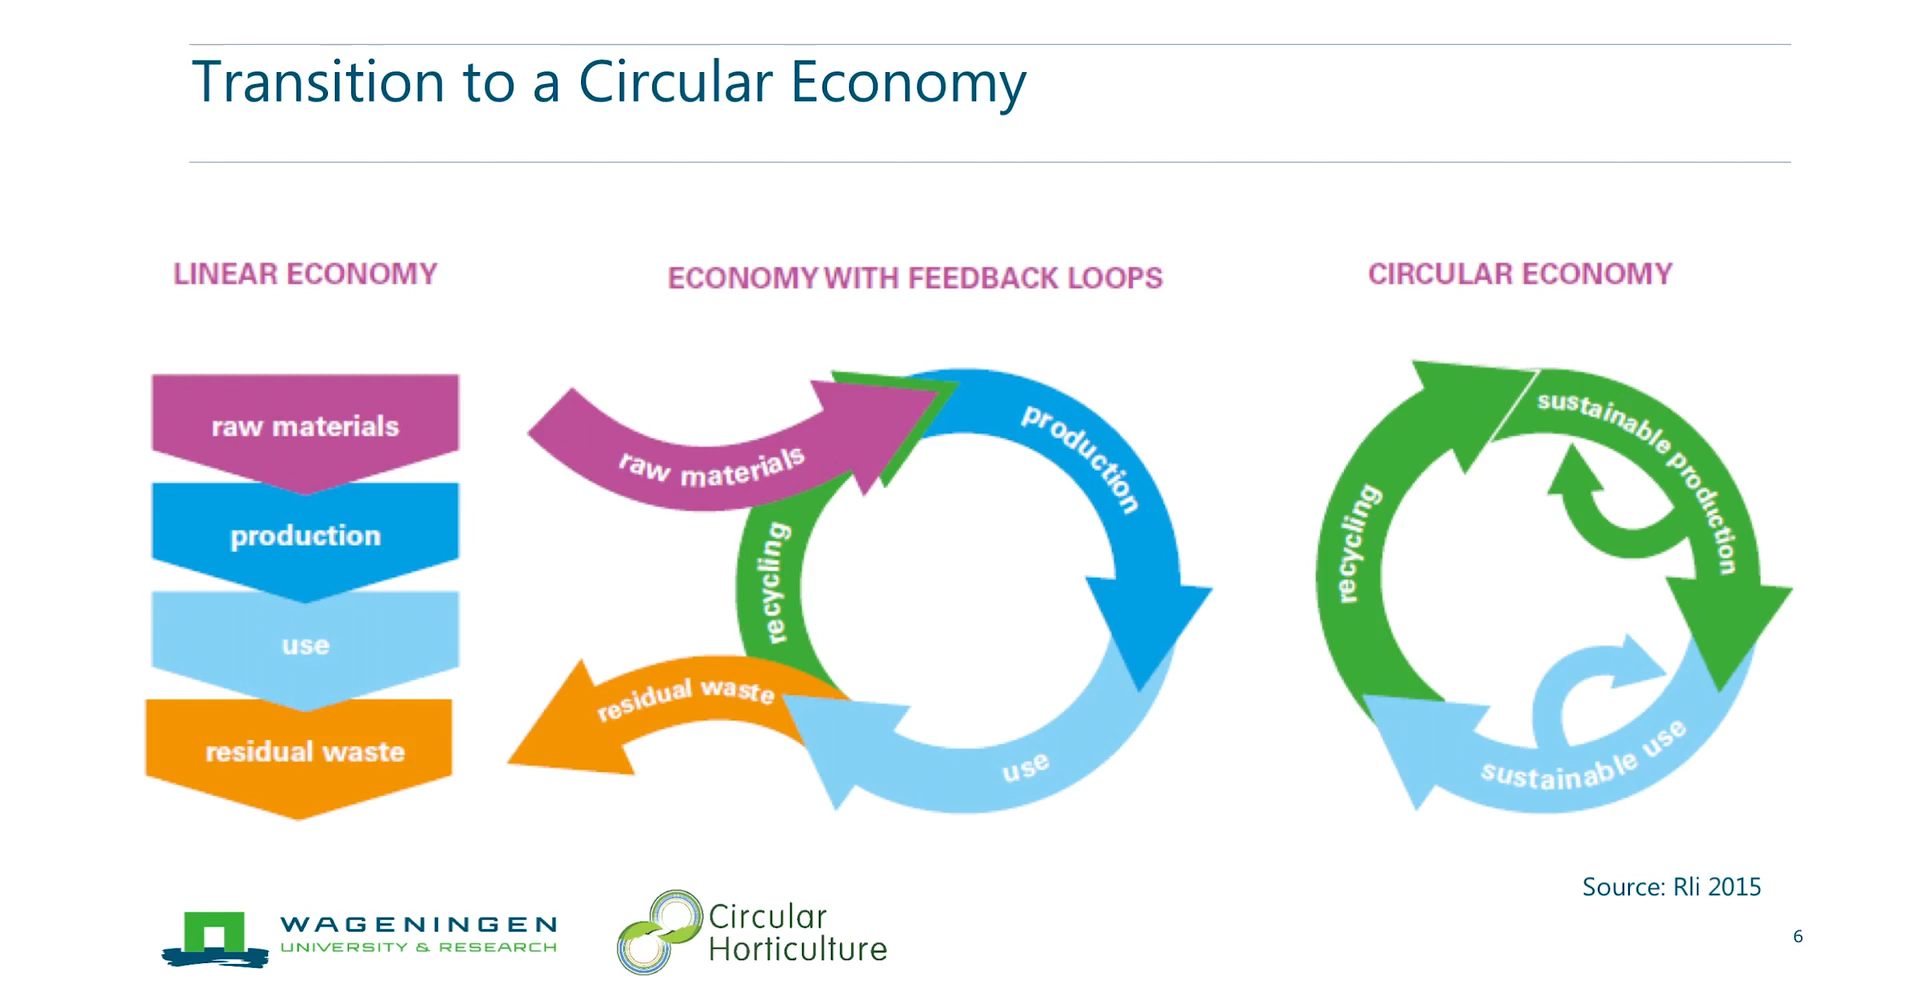 Transition to a Circular Economy
LINEAR ECONOMY
raw materials
production
use
residual waste
ECONOMY WITH FEEDBACK LOOPS
raw materials
production
recycling
residual waste
use
CIRCULAR ECONOMY
sustainable production
recycling
sustainable use
Source: Rli 2015
WAGENINGEN
UNIVERSITY & RESEARCH
Circular
Horticulture
6